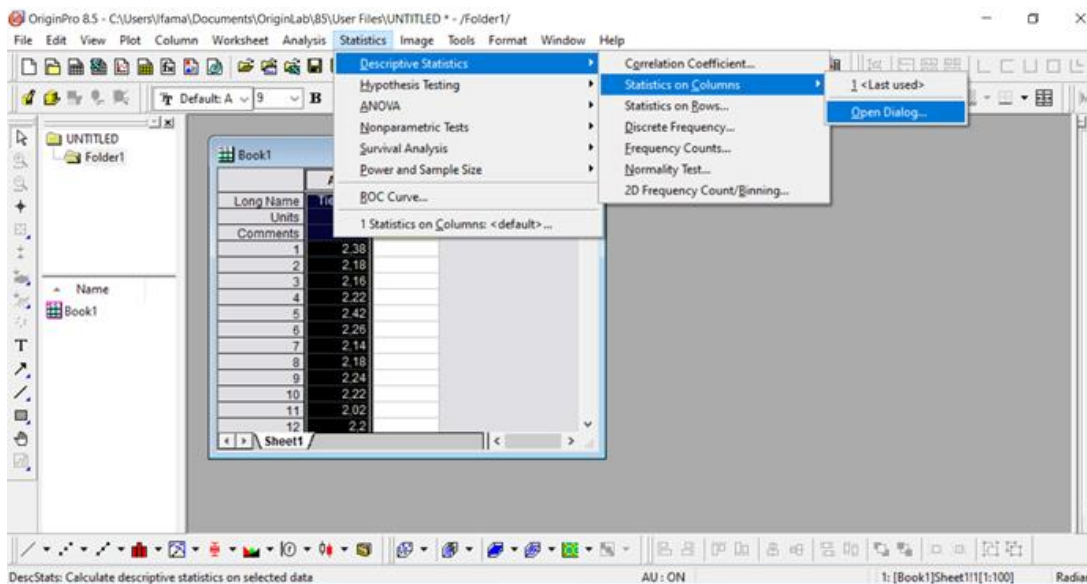 OriginPro 8.5 - C:\Users\Ifama\Documents\OriginLab\85\User Files\UNTITLED * - /Folder1/
File Edit View Plot Column Worksheet Analysis Statistics Image Tools Format Window Help
Default: A 9 B
Descriptive Statistics
Hypothesis Testing
ANOVA
Nonparametric Tests
Survival Analysis
Power and Sample Size
ROC Curve...
1 Statistics on Columns: <default>...
Correlation Coefficient...
Statistics on Columns
Statistics on Rows...
Discrete Frequency...
Frequency Counts...
Normality Test...
2D Frequency Count/Binning...
1 <Last used>
Open Dialog...
UNTITLED
Folder1
Name
Book1
Book1
Long Name
Units
Comments
1 2,38
2 2,18
3 2,16
4 2,22
5 2,42
6 2,26
7 2,14
8 2,18
9 2,24
10 2,22
11 2,02
12 2,2
Sheet1
T
DescStats: Calculate descriptive statistics on selected data
AU : ON
1: [Book1]Sheet1!1[1:100]